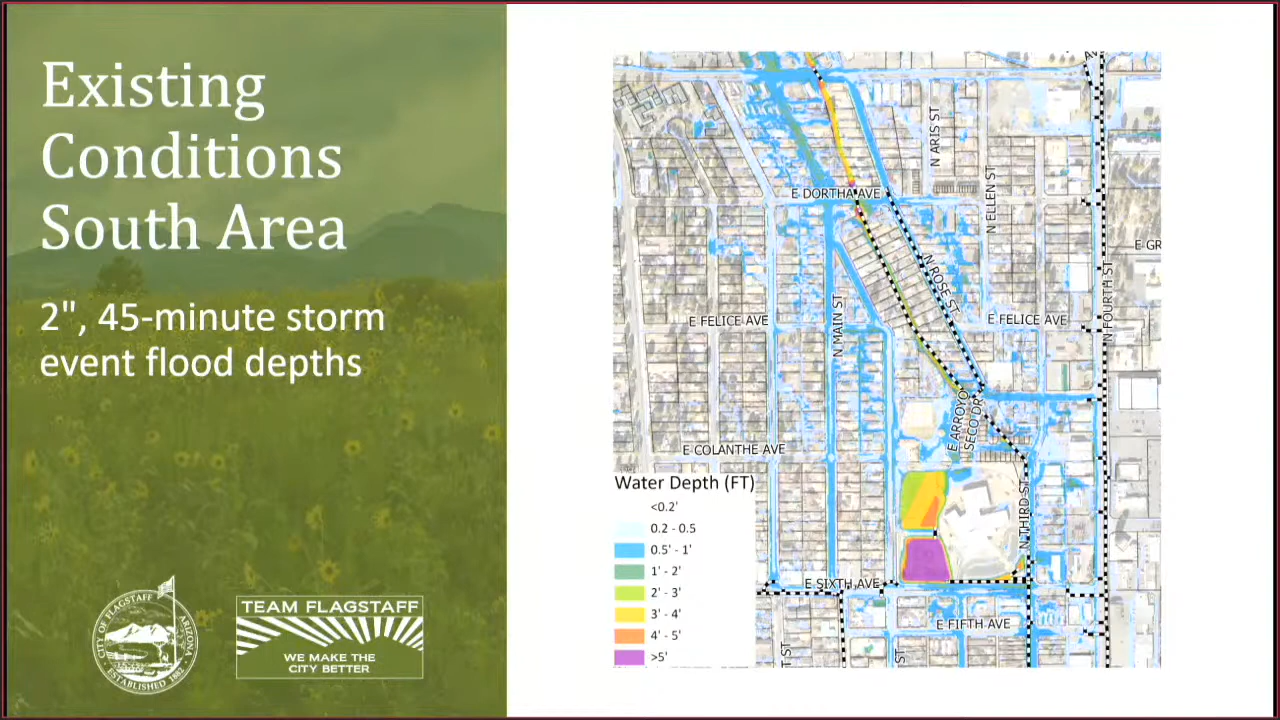 Existing
Conditions
South Area
2", 45-minute storm
event flood depths
CITY OF FLAGSTAFF
ARIZONA
ESTABLISHED 1882
TEAM FLAGSTAFF
WE MAKE THE
CITY BETTER
N ARIS ST
E DORTHA AVE
N ELLEN ST
E GR
N ROSE ST
N FOURTH ST
E FELICE AVE
N MAIN ST
E FELICE AVE
E ARROYO
SECO DR
E COLANTHE AVE
N THIRD ST
E SIXTH AVE
E FIFTH AVE
T ST
ST
Water Depth (FT)
<0.2'
0.2 - 0.5
0.5' - 1'
1' - 2'
2' - 3'
3' - 4'
4' - 5'
>5'